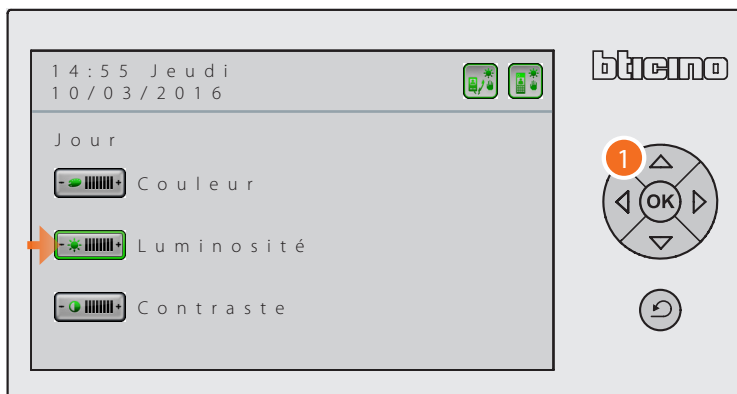 14:55 Jeudi
10/03/2016
bticino
Jour
Couleur
Luminosité
Contraste
1
OK